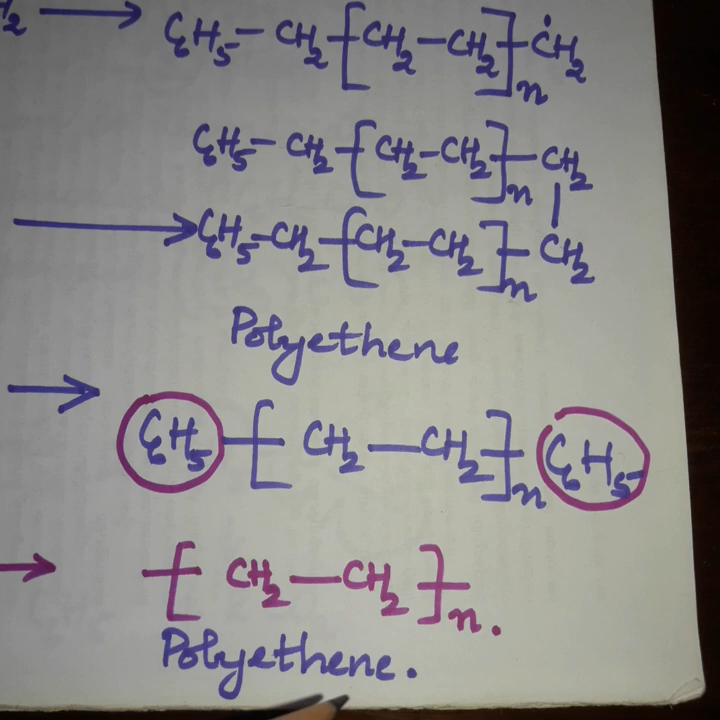 H₂ → C₆H₅—CH₂—[CH₂—CH₂]ₙ—ĊH₂
C₆H₅—CH₂—[CH₂—CH₂]ₙ—CH₂
|
→ C₆H₅—CH₂—[CH₂—CH₂]ₙ—CH₂
Polyethene
→
C₆H₅—[CH₂—CH₂]ₙ C₆H₅
→ —[CH₂—CH₂]—ₙ.
Polyethene.